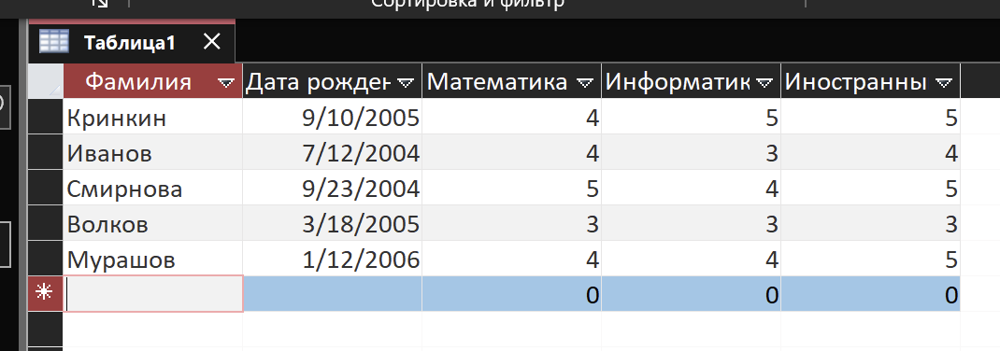 Сортировка и фильтр
Таблица1
Фамилия Дата рожден Математика Информатик Иностранны
Кринкин 9/10/2005 4 5 5
Иванов 7/12/2004 4 3 4
Смирнова 9/23/2004 5 4 5
Волков 3/18/2005 3 3 3
Мурашов 1/12/2006 4 4 5
0 0 0